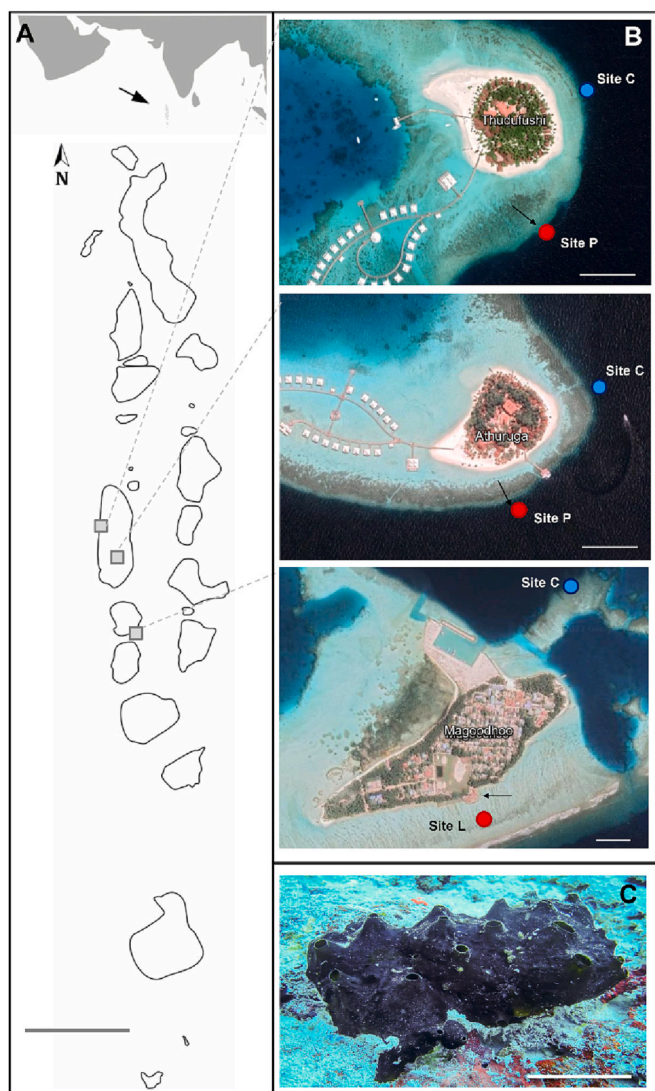 A
N
B
Thudufushi
Site C
Site P
Athuruga
Site C
Site P
Magoodhoo
Site C
Site L
C